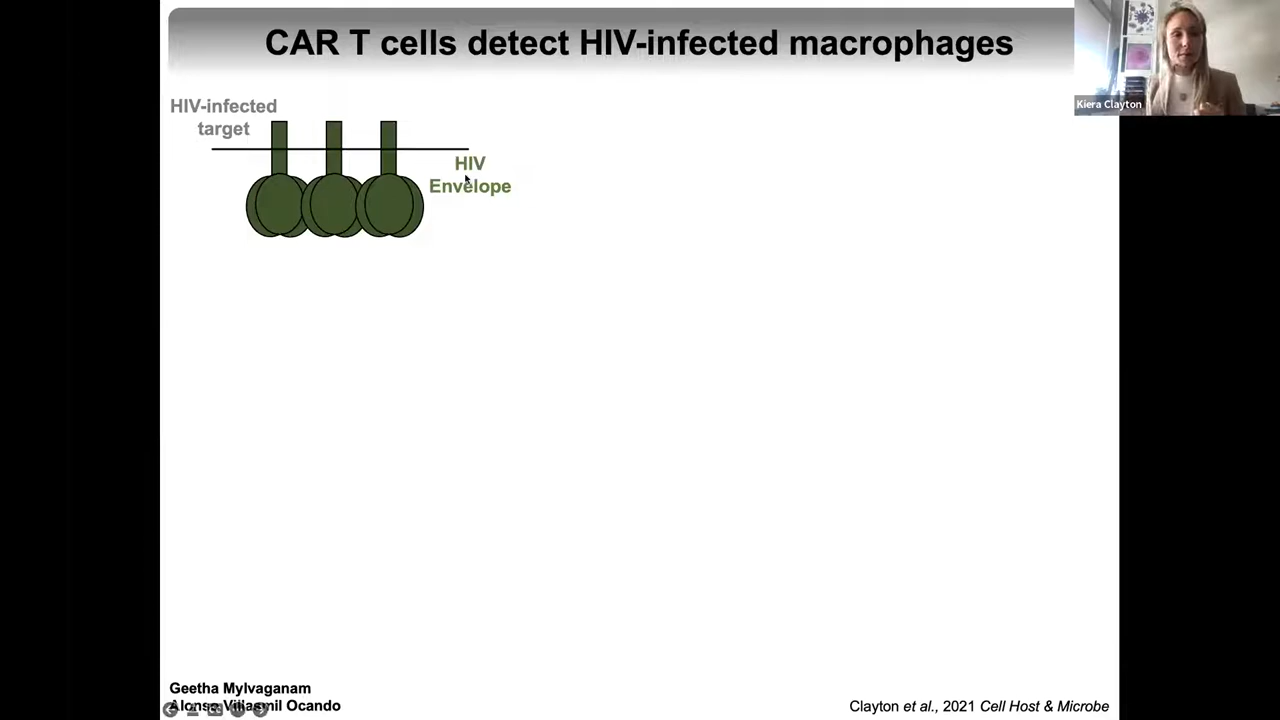 CAR T cells detect HIV-infected macrophages
Kiera Clayton
HIV-infected
target
HIV
Envelope
Geetha Mylvaganam
Alonso Villasmil Ocando
Clayton et al., 2021 Cell Host & Microbe